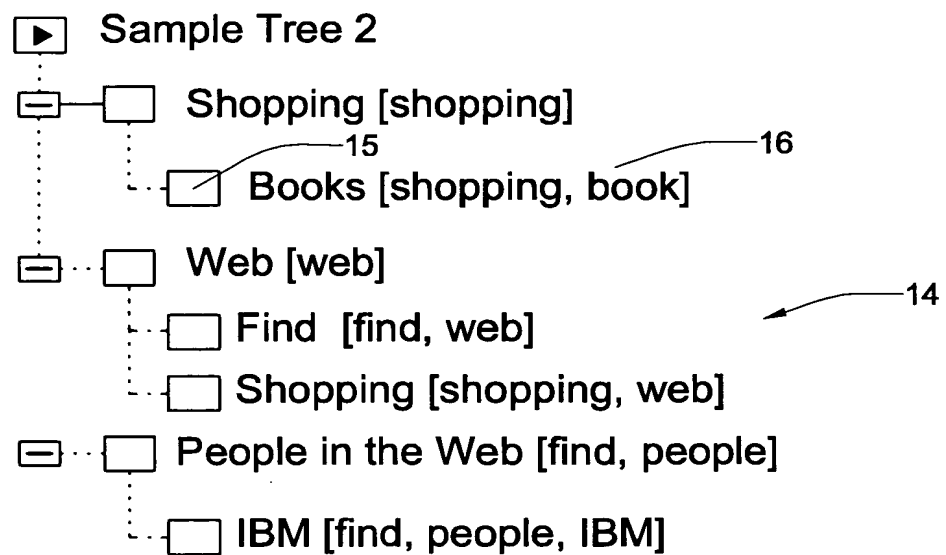 Sample Tree 2
Shopping [shopping]
15
16
Books [shopping, book]
Web [web]
14
Find [find, web]
Shopping [shopping, web]
People in the Web [find, people]
IBM [find, people, IBM]